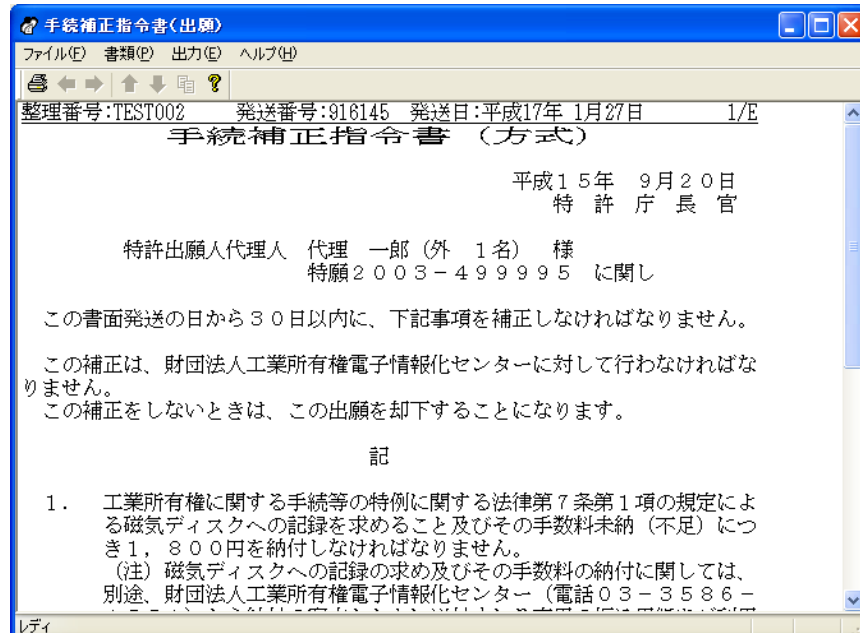 手続補正指令書(出願)
ファイル(F) 書類(P) 出力(E) ヘルプ(H)
整理番号:TEST002 発送番号:916145 発送日:平成17年 1月27日 1/E
手続補正指令書（方式）
平成１５年 ９月２０日
特許庁長官
特許出願人代理人 代理 一郎（外 １名） 様
特願２００３－４９９９９５ に関し
この書面発送の日から３０日以内に、下記事項を補正しなければなりません。
この補正は、財団法人工業所有権電子情報化センターに対して行わなければな
りません。
この補正をしないときは、この出願を却下することになります。
記
１． 工業所有権に関する手続等の特例に関する法律第７条第１項の規定によ
る磁気ディスクへの記録を求めること及びその手数料未納（不足）につ
き１，８００円を納付しなければなりません。
（注）磁気ディスクへの記録の求め及びその手数料の納付に関しては、
別途、財団法人工業所有権電子情報化センター（電話０３－３５８６－
レディ